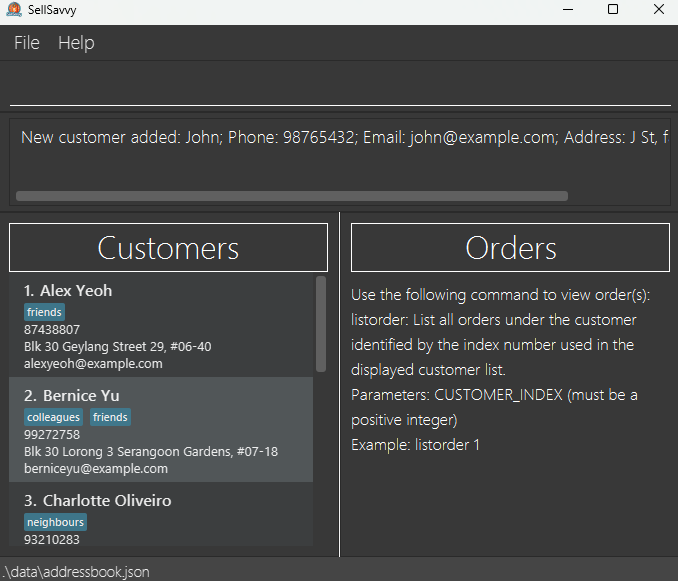 SellSavvy
File Help
New customer added: John; Phone: 98765432; Email: john@example.com; Address: J St, f
Customers
1. Alex Yeoh
friends
87438807
Blk 30 Geylang Street 29, #06-40
alexyeoh@example.com
2. Bernice Yu
colleagues friends
99272758
Blk 30 Lorong 3 Serangoon Gardens, #07-18
berniceyu@example.com
3. Charlotte Oliveiro
neighbours
93210283
Orders
Use the following command to view order(s):
listorder: List all orders under the customer
identified by the index number used in the
displayed customer list.
Parameters: CUSTOMER_INDEX (must be a
positive integer)
Example: listorder 1
.\data\addressbook.json